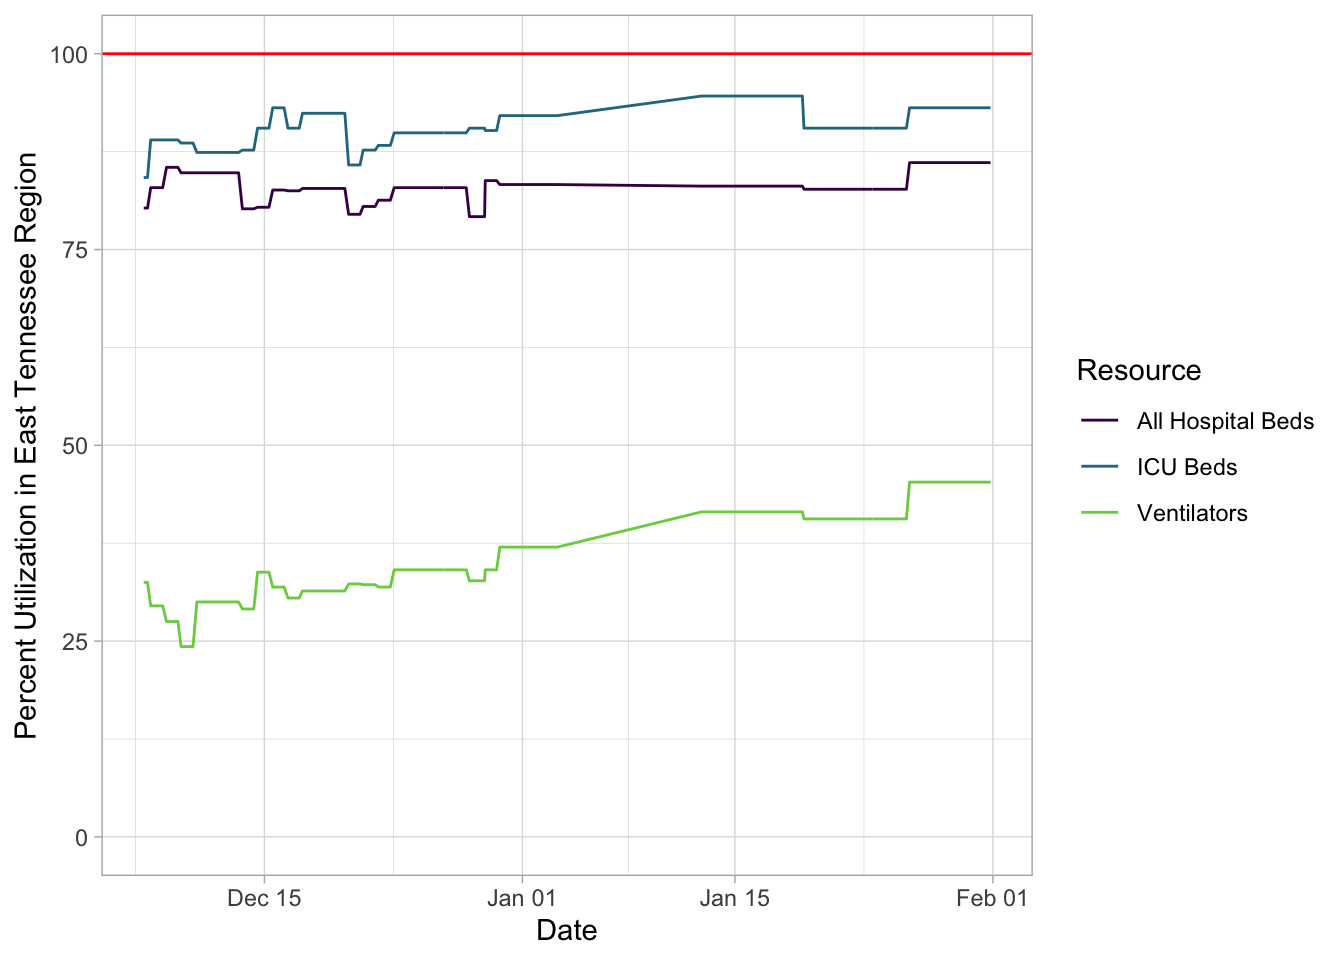 Percent Utilization in East Tennessee Region
100
75
50
25
0
Dec 15
Jan 01
Jan 15
Feb 01
Date
Resource
All Hospital Beds
ICU Beds
Ventilators